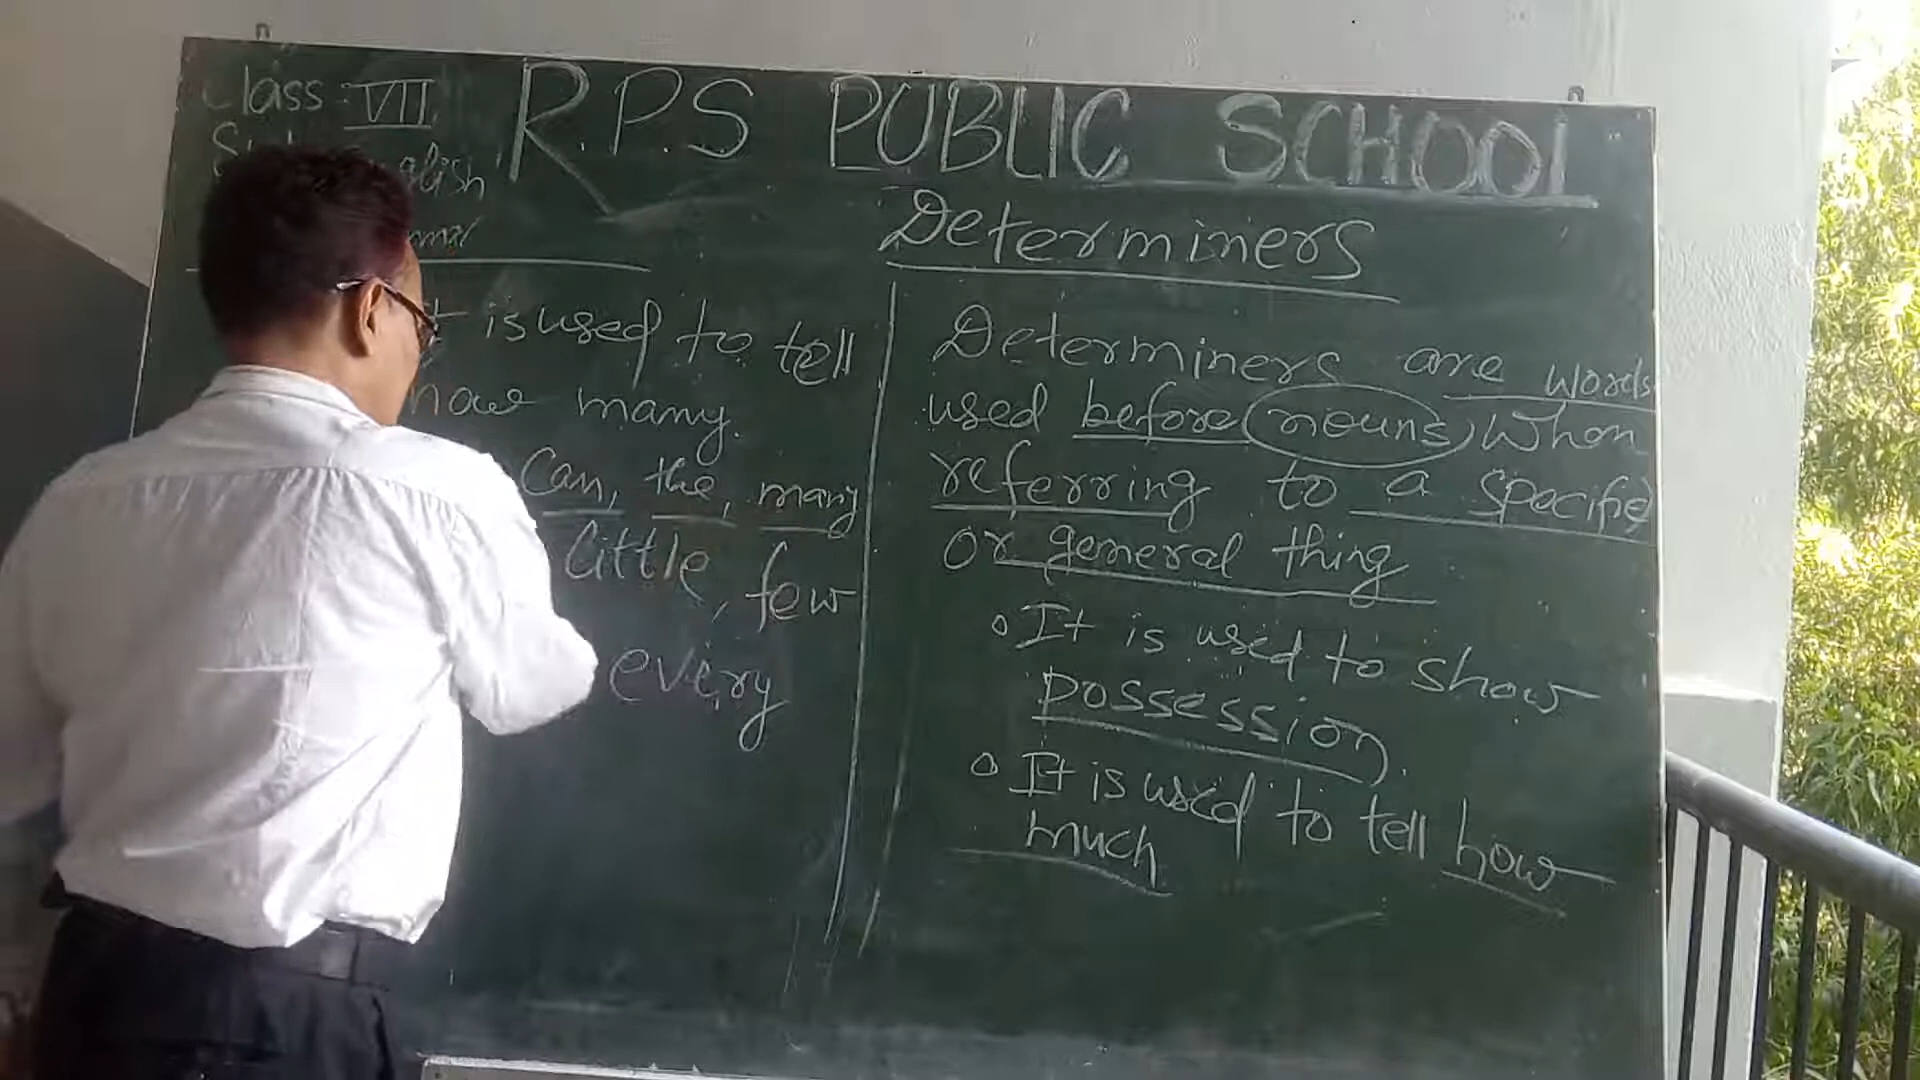 Class : VII
R.P.S PUBLIC SCHOOL
Determiners
is used to tell
how many.
the, many
little, few
every
Determiners are words
used before nouns when
referring to a specific
or general thing
It is used to show
possession.
It is used to tell how
much